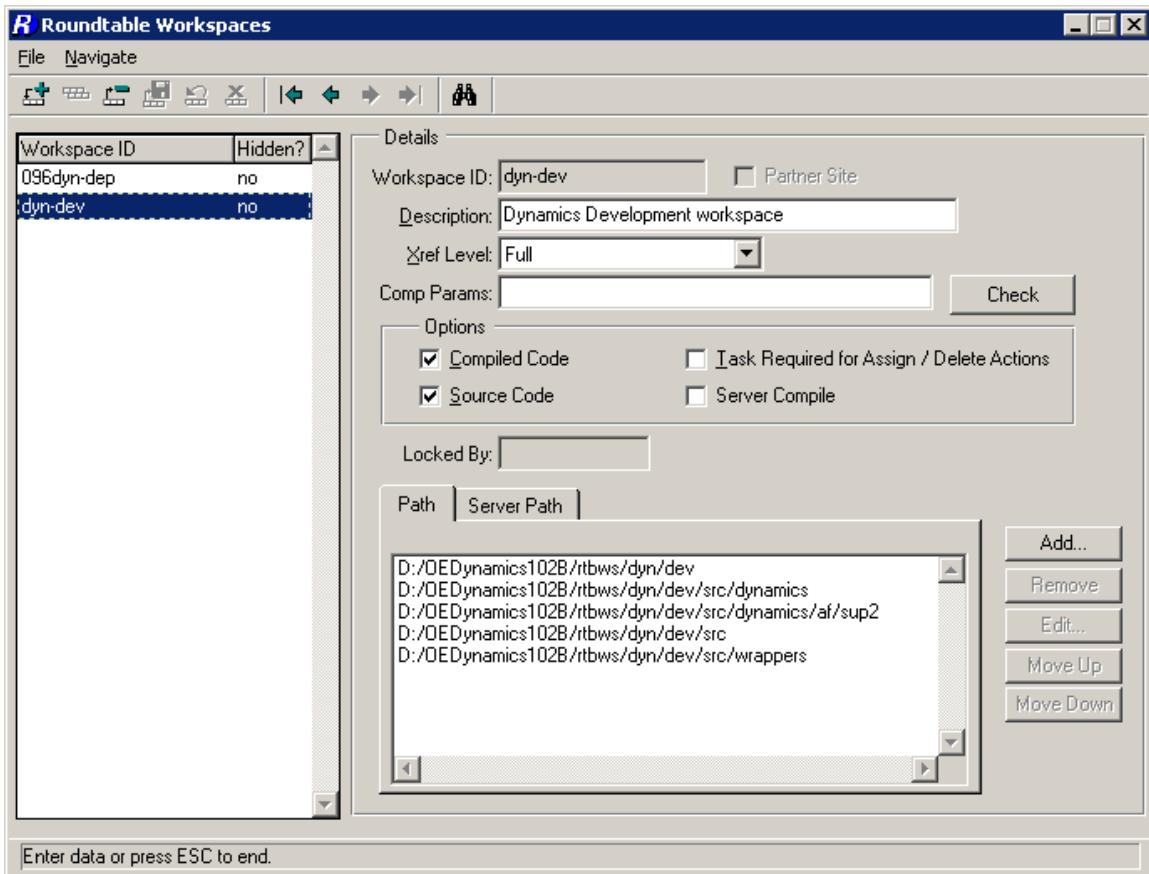 Roundtable Workspaces
File Navigate
Workspace ID Hidden?
096dyn-dep no
dyn-dev no
Details
Workspace ID: dyn-dev Partner Site
Description: Dynamics Development workspace
Xref Level: Full
Comp Params: Check
Options
Compiled Code Task Required for Assign / Delete Actions
Source Code Server Compile
Locked By:
Path Server Path
D:/OEDynamics102B/rtbws/dyn/dev
D:/OEDynamics102B/rtbws/dyn/dev/src/dynamics
D:/OEDynamics102B/rtbws/dyn/dev/src/dynamics/af/sup2
D:/OEDynamics102B/rtbws/dyn/dev/src
D:/OEDynamics102B/rtbws/dyn/dev/src/wrappers
Add...
Remove
Edit...
Move Up
Move Down
Enter data or press ESC to end.